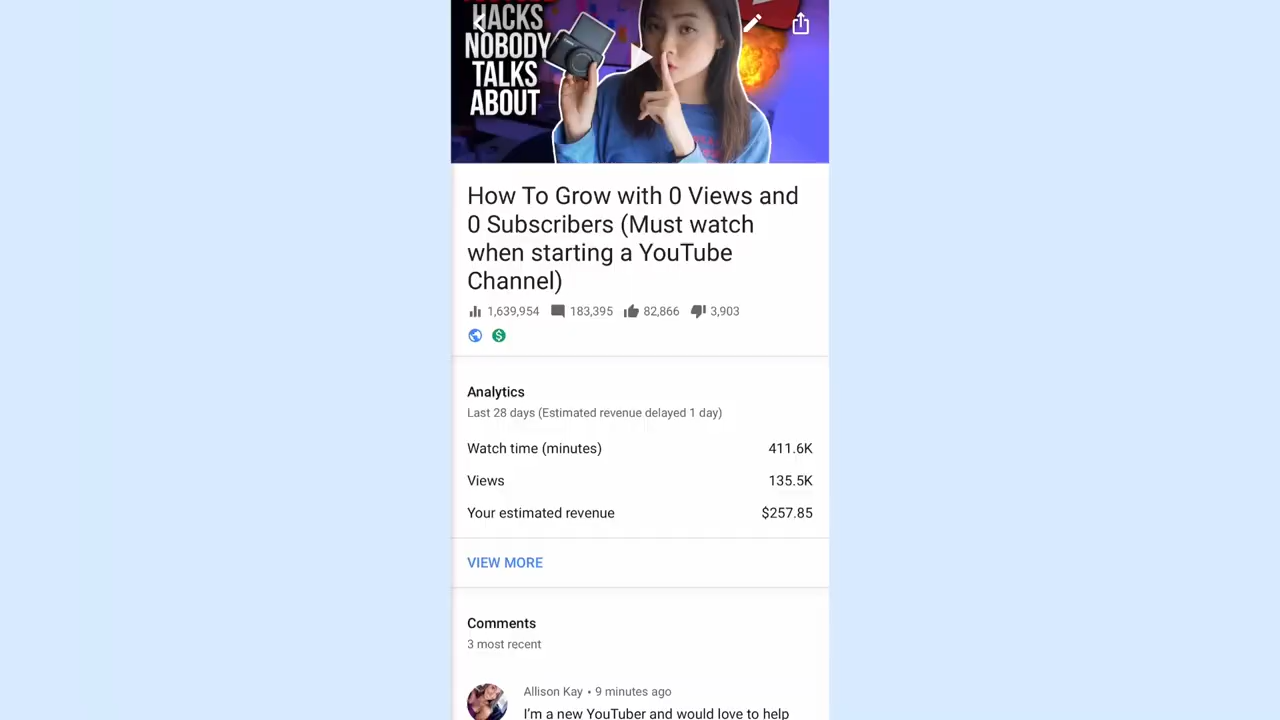 HACKS
NOBODY
TALKS
ABOUT
How To Grow with 0 Views and
0 Subscribers (Must watch
when starting a YouTube
Channel)
1,639,954 183,395 82,866 3,903
Analytics
Last 28 days (Estimated revenue delayed 1 day)
Watch time (minutes) 411.6K
Views 135.5K
Your estimated revenue $257.85
VIEW MORE
Comments
3 most recent
Allison Kay • 9 minutes ago
I'm a new YouTuber and would love to help